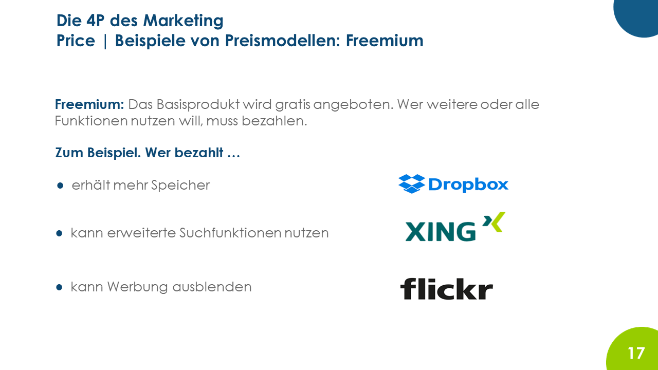 Die 4P des Marketing
Price | Beispiele von Preismodellen: Freemium
Freemium: Das Basisprodukt wird gratis angeboten. Wer weitere oder alle
Funktionen nutzen will, muss bezahlen.
Zum Beispiel. Wer bezahlt …
• erhält mehr Speicher
Dropbox
• kann erweiterte Suchfunktionen nutzen
XING
• kann Werbung ausblenden
flickr
17